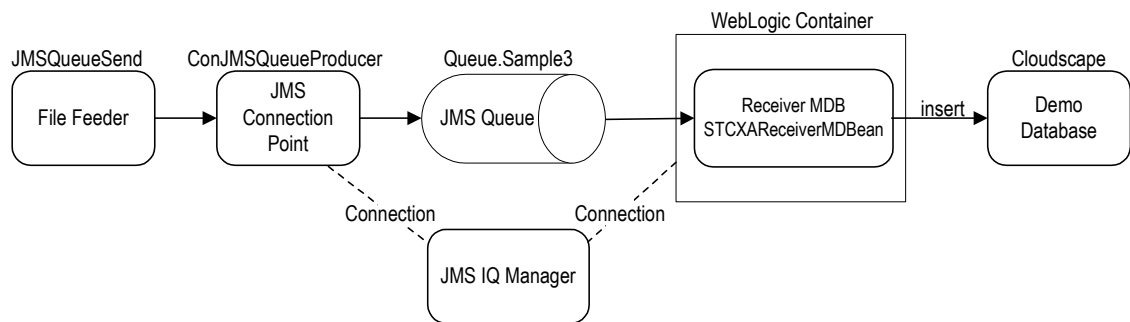 WebLogic Container
JMSQueueSend
ConJMSQueueProducer
Queue.Sample3
Cloudscape
File Feeder
JMS
Connection
Point
JMS Queue
Receiver MDB
STCXAReceiverMDBean
insert
Demo
Database
Connection
Connection
JMS IQ Manager